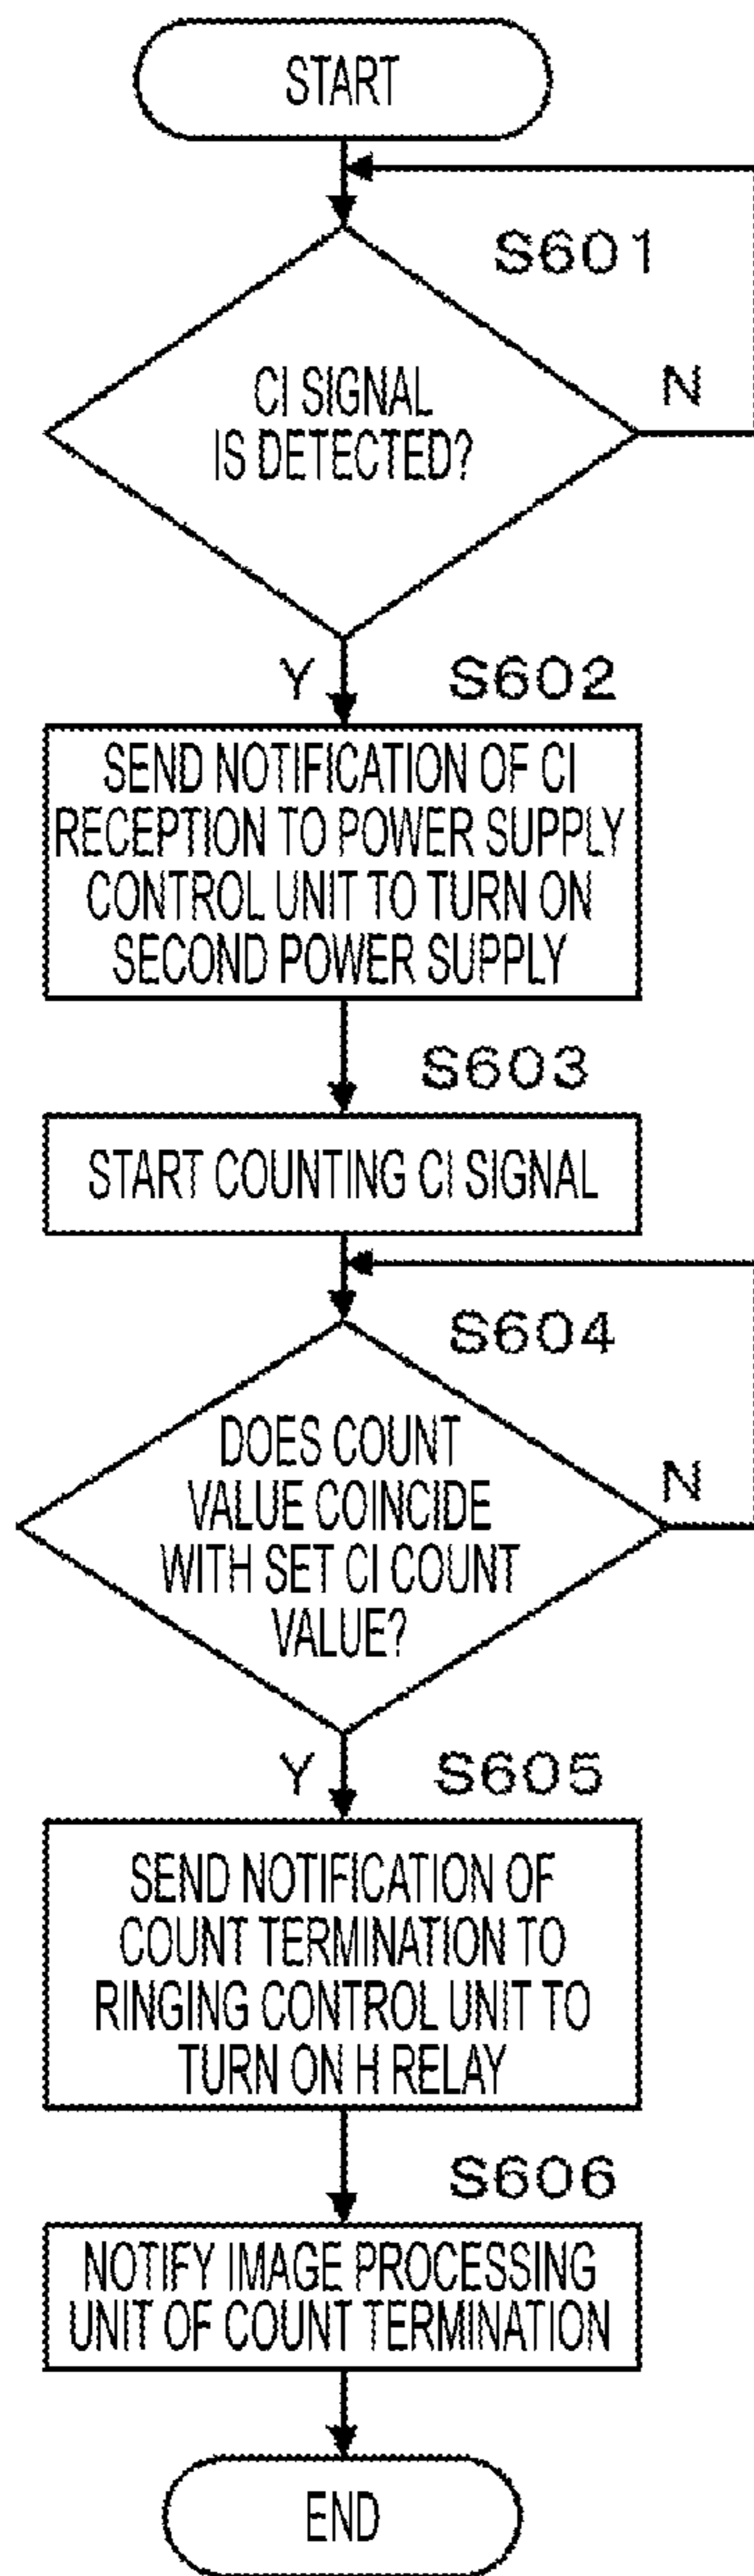 START
S601
CI SIGNAL
IS DETECTED?
N
Y
S602
SEND NOTIFICATION OF CI
RECEPTION TO POWER SUPPLY
CONTROL UNIT TO TURN ON
SECOND POWER SUPPLY
S603
START COUNTING CI SIGNAL
S604
DOES COUNT
VALUE COINCIDE
WITH SET CI COUNT
VALUE?
N
Y
S605
SEND NOTIFICATION OF
COUNT TERMINATION TO
RINGING CONTROL UNIT TO
TURN ON H RELAY
S606
NOTIFY IMAGE PROCESSING
UNIT OF COUNT TERMINATION
END